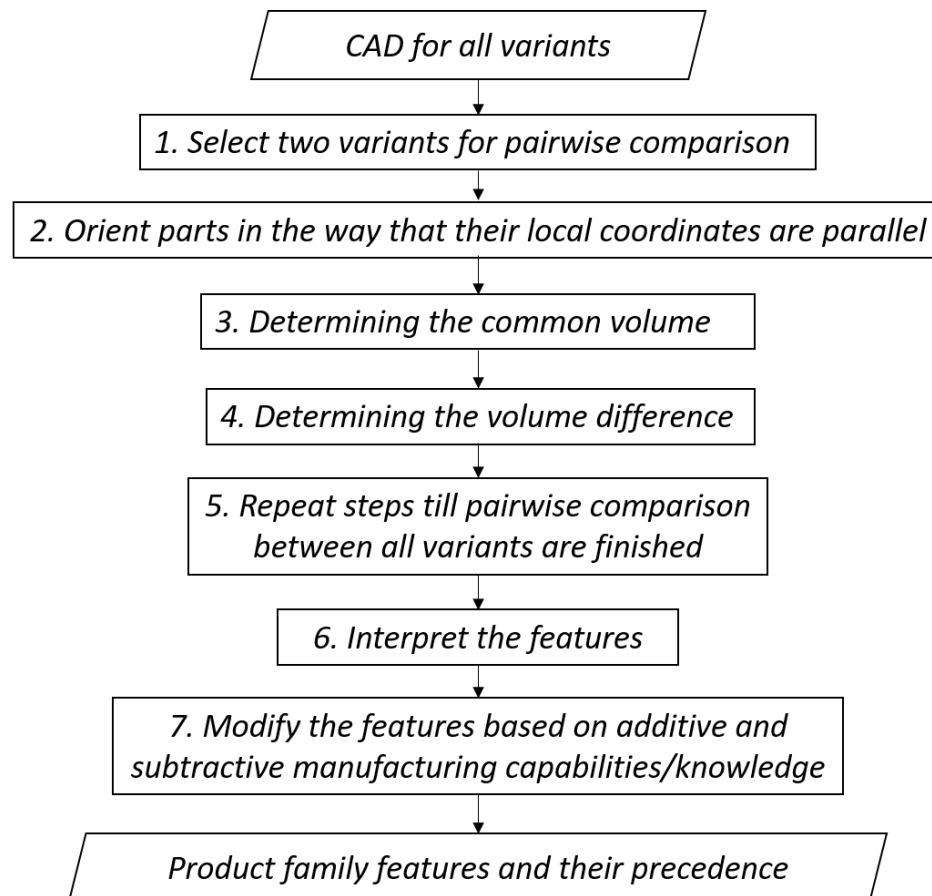 CAD for all variants
1. Select two variants for pairwise comparison
2. Orient parts in the way that their local coordinates are parallel
3. Determining the common volume
4. Determining the volume difference
5. Repeat steps till pairwise comparison
between all variants are finished
6. Interpret the features
7. Modify the features based on additive and
subtractive manufacturing capabilities/knowledge
Product family features and their precedence